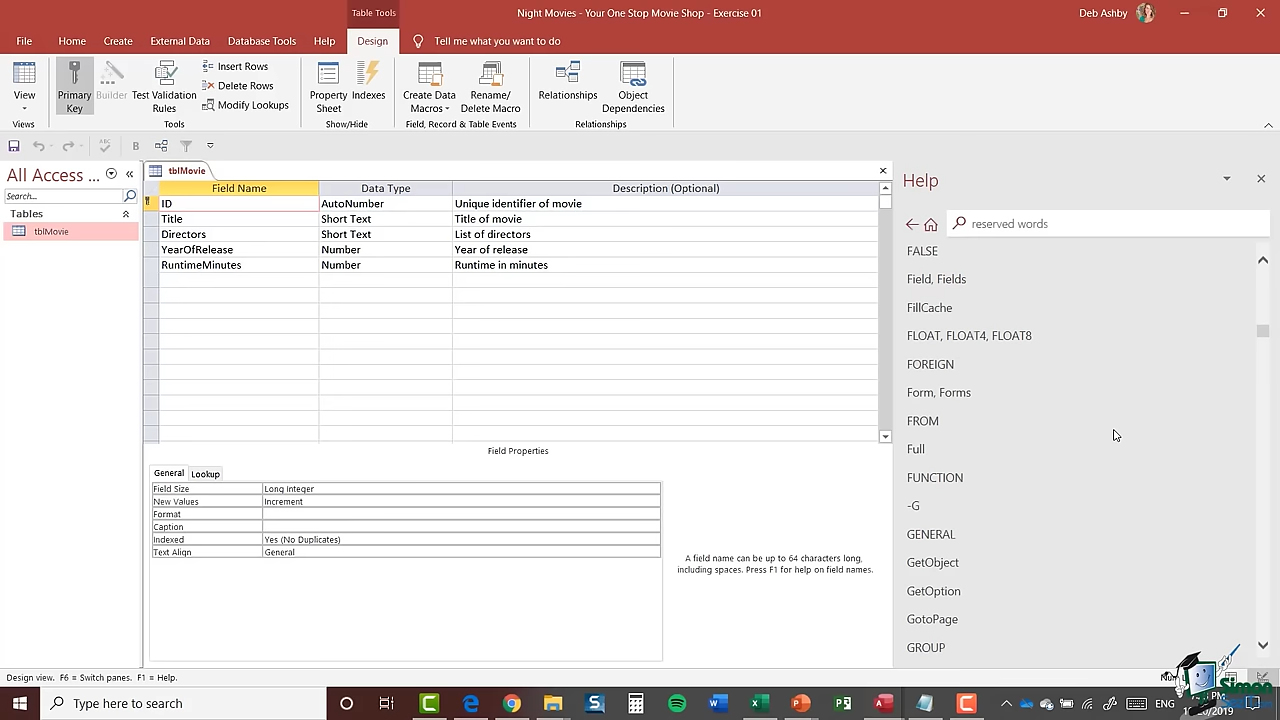 Table Tools
Night Movies - Your One Stop Movie Shop - Exercise 01
Deb Ashby
File
Home
Create
External Data
Database Tools
Help
Design
Tell me what you want to do
View
Primary Key
Builder
Test Validation Rules
Insert Rows
Delete Rows
Modify Lookups
Property Sheet
Indexes
Create Data Macros
Rename/ Delete Macro
Relationships
Object Dependencies
Views
Tools
Show/Hide
Field, Record & Table Events
Relationships
ABC
B
All Access ...
Search...
Tables
tblMovie
tblMovie
Field Name Data Type Description (Optional)
ID AutoNumber Unique identifier of movie
Title Short Text Title of movie
Directors Short Text List of directors
YearOfRelease Number Year of release
RuntimeMinutes Number Runtime in minutes
Field Properties
General Lookup
Field Size Long Integer
New Values Increment
Format
Caption
Indexed Yes (No Duplicates)
Text Align General
A field name can be up to 64 characters long,
including spaces. Press F1 for help on field names.
Help
reserved words
FALSE
Field, Fields
FillCache
FLOAT, FLOAT4, FLOAT8
FOREIGN
Form, Forms
FROM
Full
FUNCTION
-G
GENERAL
GetObject
GetOption
GotoPage
GROUP
Design view. F6 = Switch panes. F1 = Help.
Type here to search
ENG